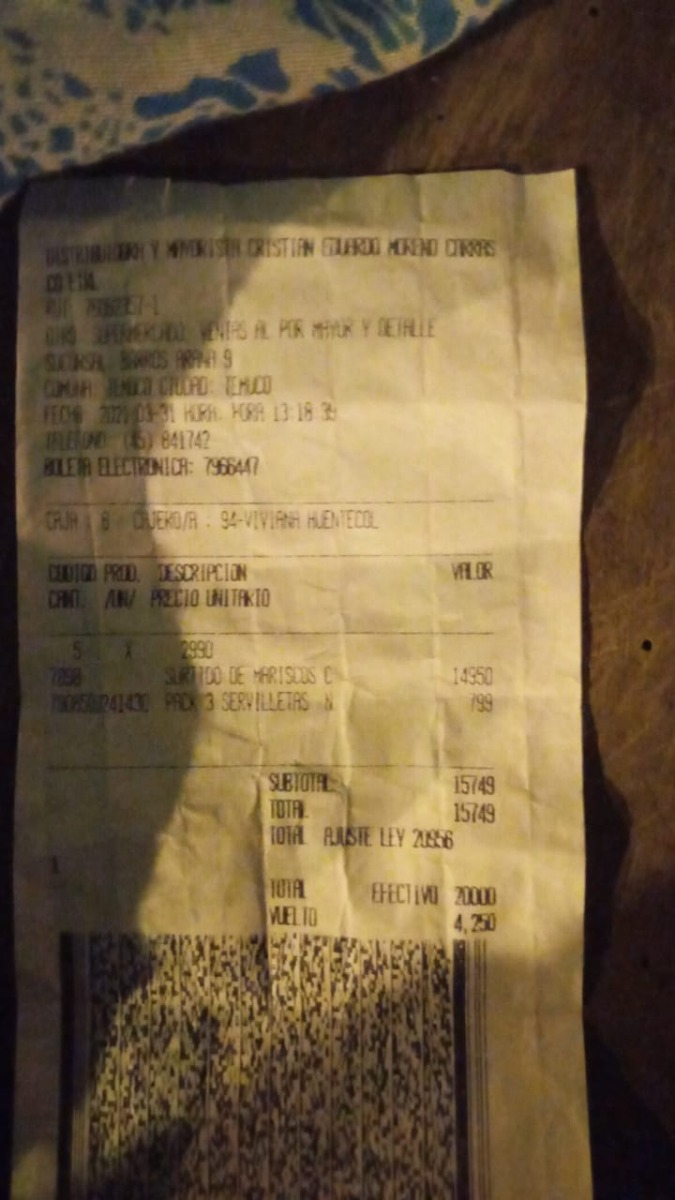 DISTRIBUIDORA Y MAYORISTA CRISTIAN EDUARDO MORENO CARRAS
CO LTDA.
RUT:
GIRO: SUPERMERCADO: VENTAS AL POR MAYOR Y DETALLE
SUCURSAL: BARROS ARANA 9
COMUNA: TEMUCO CIUDAD: TEMUCO
FECHA: 2021-03-31 HORA: HORA 13:18:39
TELEFONO: (45) 841742
BOLETA ELECTRONICA: 7966447
CAJA : 8 CAJERO/A : 94-VIVIANA HUENTECOL
CODIGO PROD. DESCRIPCION VALOR
CANT. /UN/ PRECIO UNITARIO
5 X 2990
7898 SURTIDO DE MARISCOS C 14950
PACK 3 SERVILLETAS N 799
SUBTOTAL 15749
TOTAL 15749
TOTAL AJUSTE LEY 20956
TOTAL EFECTIVO 20000
VUELTO 4,250